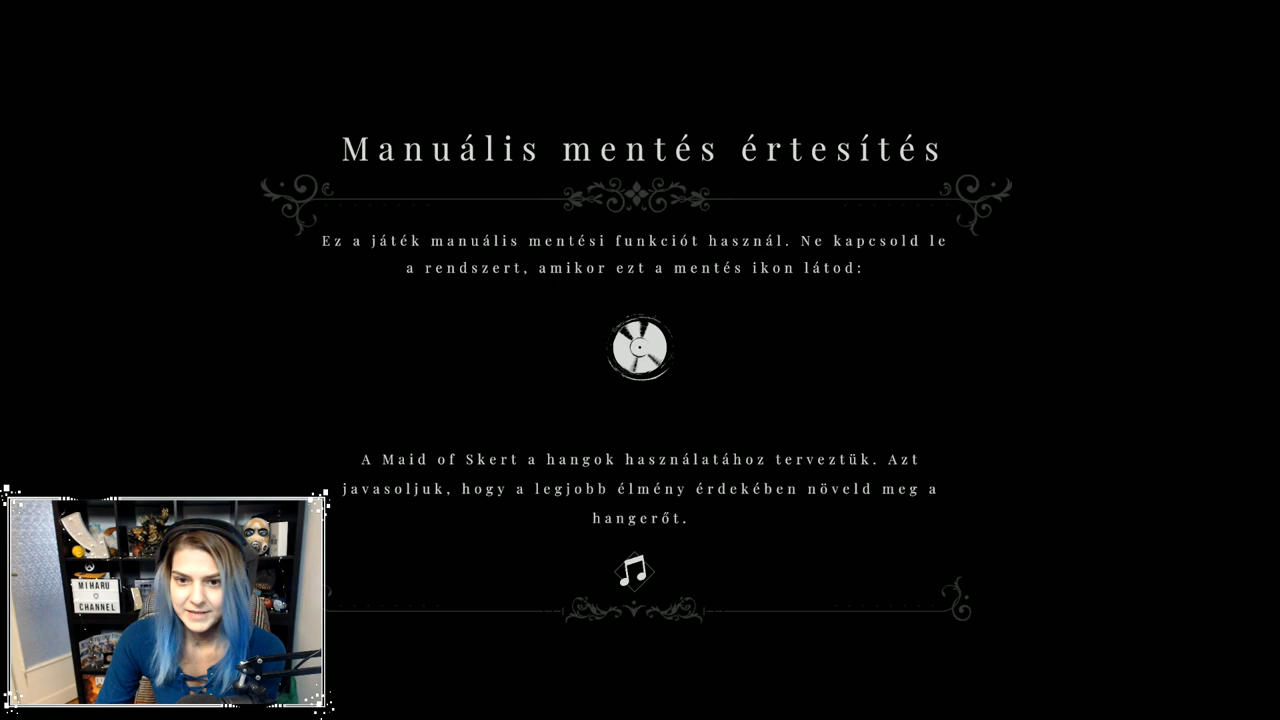 Manuális mentés értesítés
Ez a játék manuális mentési funkciót használ. Ne kapcsold le
a rendszert, amikor ezt a mentés ikon látod:
A Maid of Skert a hangok használatához terveztük. Azt
javasoljuk, hogy a legjobb élmény érdekében növeld meg a
hangerőt.
MIHARU
CHANNEL